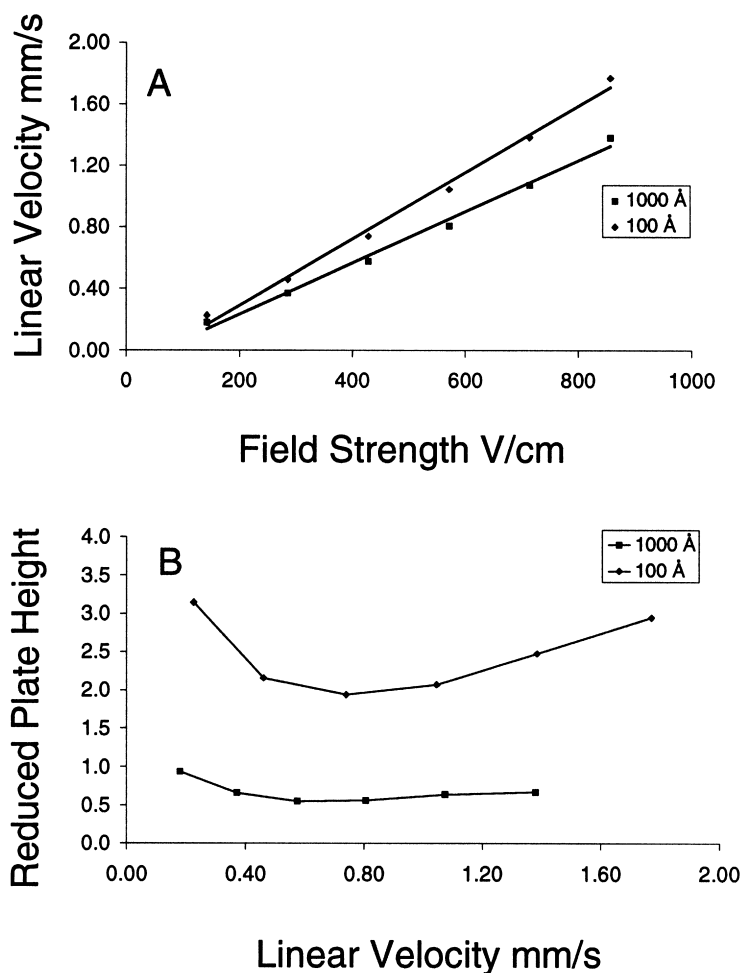 A
Linear Velocity mm/s
2.00
1.60
1.20
0.80
0.40
0.00
0 200 400 600 800 1000
Field Strength V/cm
1000 Å
100 Å
B
Reduced Plate Height
4.0
3.5
3.0
2.5
2.0
1.5
1.0
0.5
0.0
0.00 0.40 0.80 1.20 1.60 2.00
Linear Velocity mm/s
1000 Å
100 Å